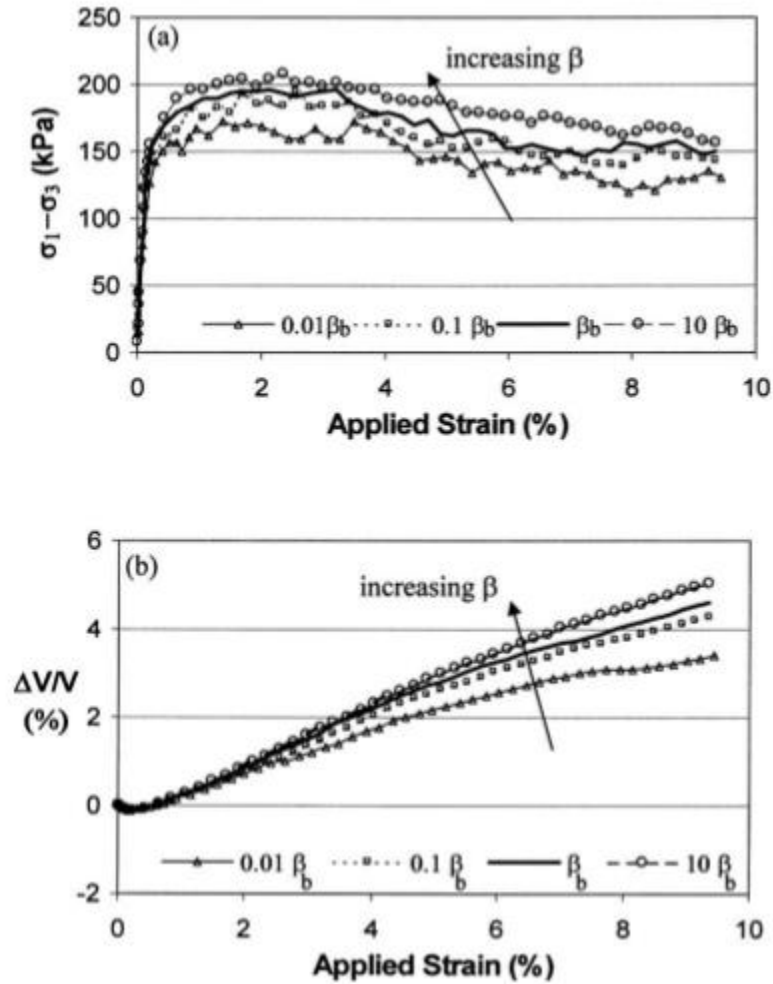 (a)
increasing β
250
200
150
100
50
0
σ₁–σ₃ (kPa)
0.01βb 0.1 βb βb 10 βb
0 2 4 6 8 10
Applied Strain (%)
(b)
increasing β
6
4
2
0
-2
ΔV/V
(%)
0.01 βb 0.1 βb βb 10 βb
0 2 4 6 8 10
Applied Strain (%)